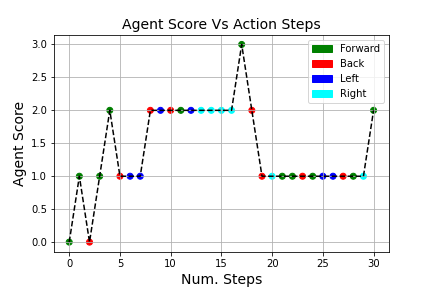 Agent Score Vs Action Steps
Agent Score
3.0
2.5
2.0
1.5
1.0
0.5
0.0
Forward
Back
Left
Right
0 5 10 15 20 25 30
Num. Steps